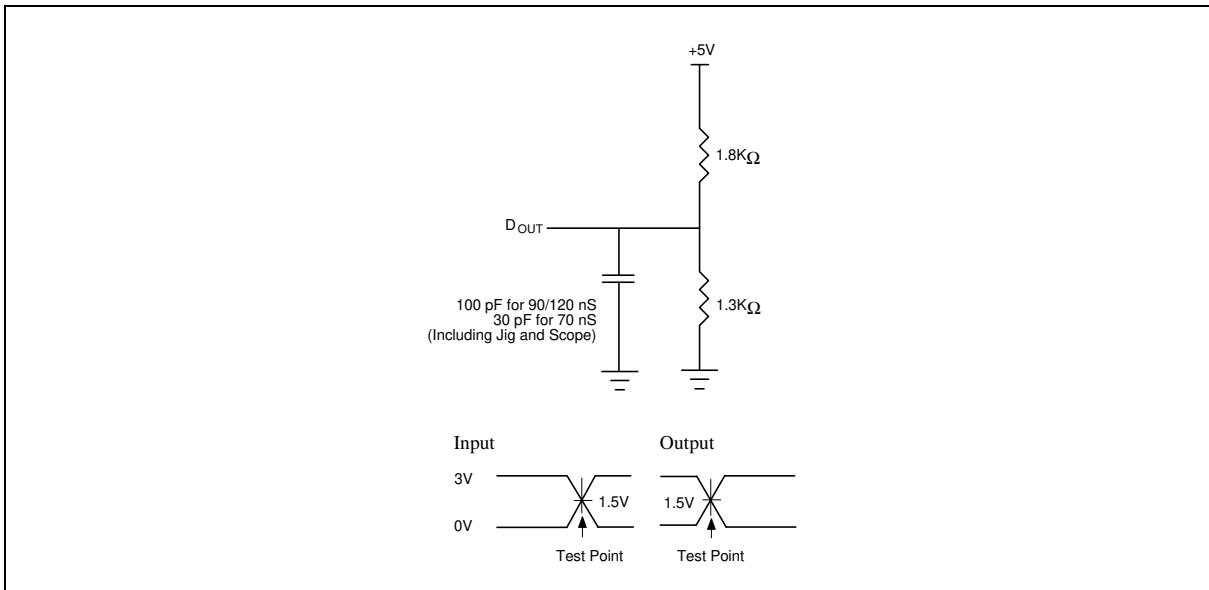 +5V
1.8KΩ
D OUT
1.3KΩ
100 pF for 90/120 nS
30 pF for 70 nS
(Including Jig and Scope)
Input
Output
3V
1.5V
1.5V
0V
Test Point
Test Point